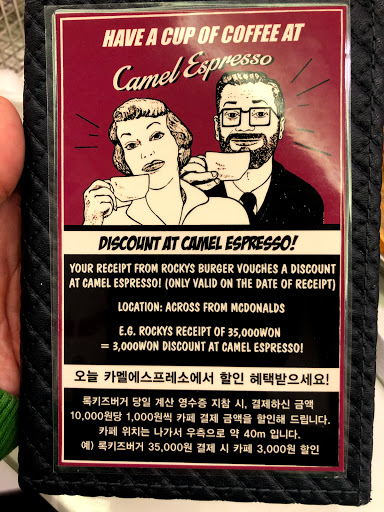 HAVE A CUP OF COFFEE AT
Camel Espresso
DISCOUNT AT CAMEL ESPRESSO!
YOUR RECEIPT FROM ROCKYS BURGER VOUCHES A DISCOUNT
AT CAMEL ESPRESSO! (ONLY VALID ON THE DATE OF RECEIPT)
LOCATION: ACROSS FROM MCDONALDS
E.G. ROCKYS RECEIPT OF 35,000WON
= 3,000WON DISCOUNT AT CAMEL ESPRESSO!
오늘 카멜에스프레소에서 할인 혜택받으세요!
록키즈버거 당일 계산 영수증 지참 시, 결제하신 금액
10,000원당 1,000원씩 카페 결제 금액을 할인해 드립니다.
카페 위치는 나가서 우측으로 약 40m 입니다.
예) 록키즈버거 35,000원 결제 시 카페 3,000원 할인